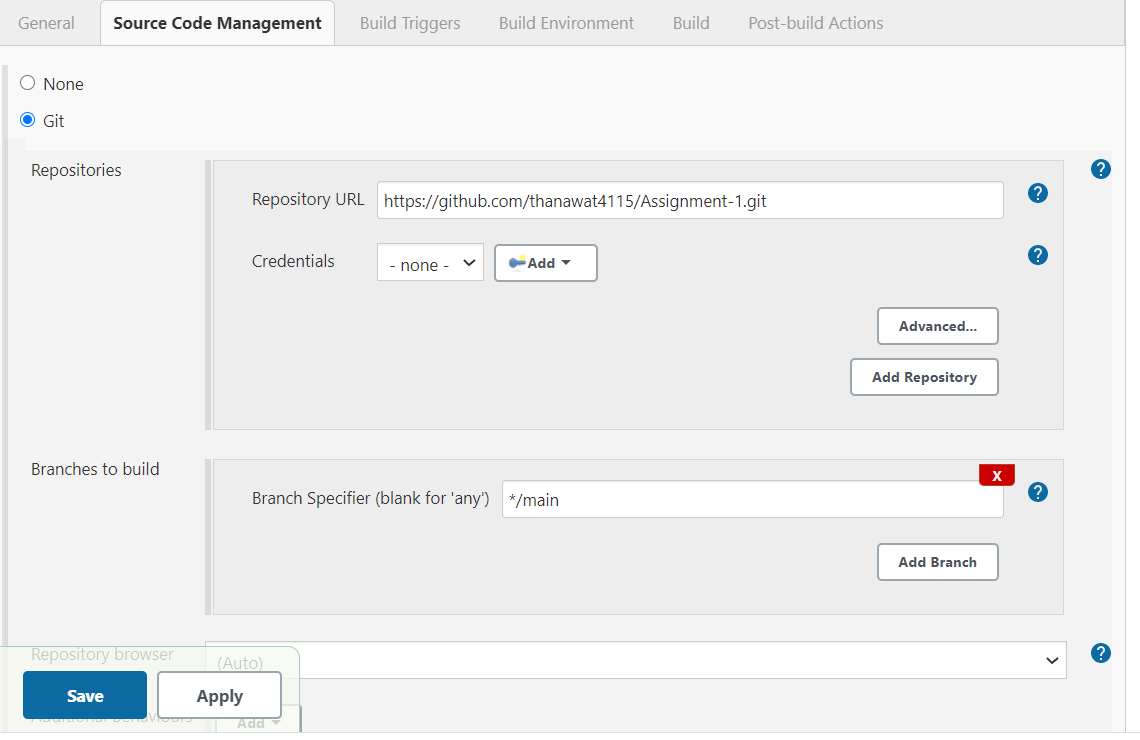 General Source Code Management Build Triggers Build Environment Build Post-build Actions
None
Git
Repositories
?
Repository URL https://github.com/thanawat4115/Assignment-1.git ?
Credentials - none - Add ?
Advanced...
Add Repository
Branches to build
X
Branch Specifier (blank for 'any') */main ?
Add Branch
Repository browser (Auto) ?
Save Apply
Additional Behaviours Add